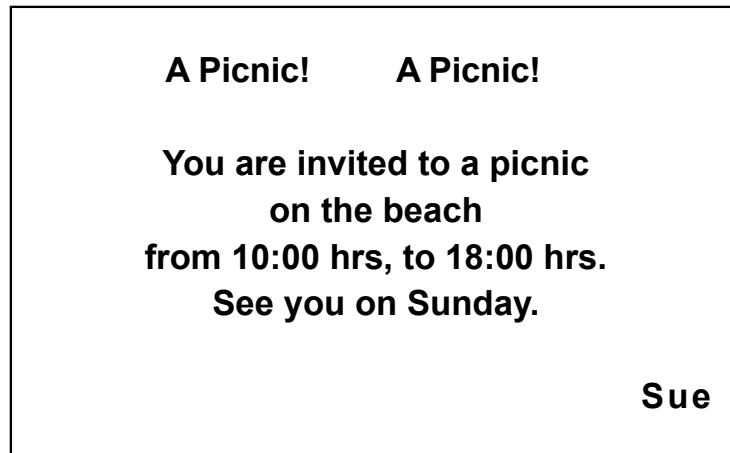 A Picnic! A Picnic!
You are invited to a picnic
on the beach
from 10:00 hrs, to 18:00 hrs.
See you on Sunday.
Sue